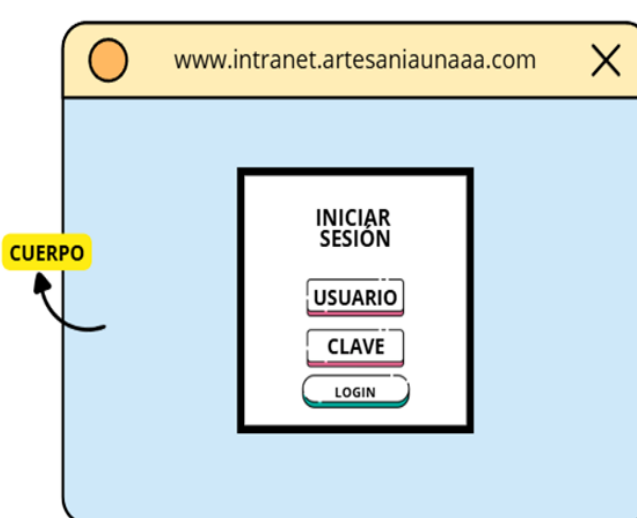 www.intranet.artesaniaunaaa.com
CUERPO
INICIAR
SESIÓN
USUARIO
CLAVE
LOGIN